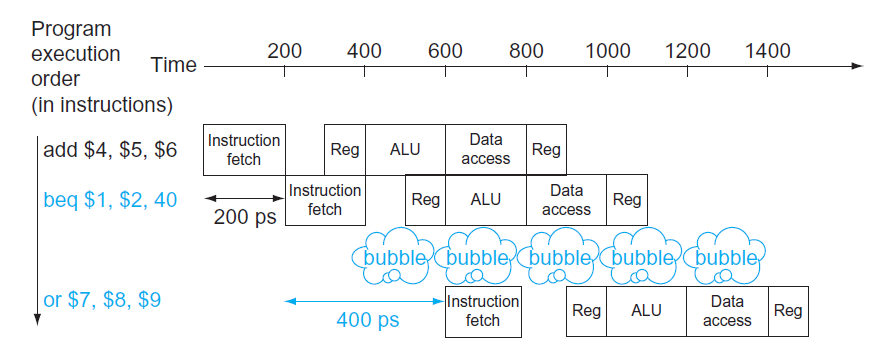 Program
execution
order
(in instructions)
Time
200 400 600 800 1000 1200 1400
add $4, $5, $6
Instruction
fetch
Reg
ALU
Data
access
Reg
beq $1, $2, 40
200 ps
Instruction
fetch
Reg
ALU
Data
access
Reg
bubble bubble bubble bubble bubble
or $7, $8, $9
400 ps
Instruction
fetch
Reg
ALU
Data
access
Reg